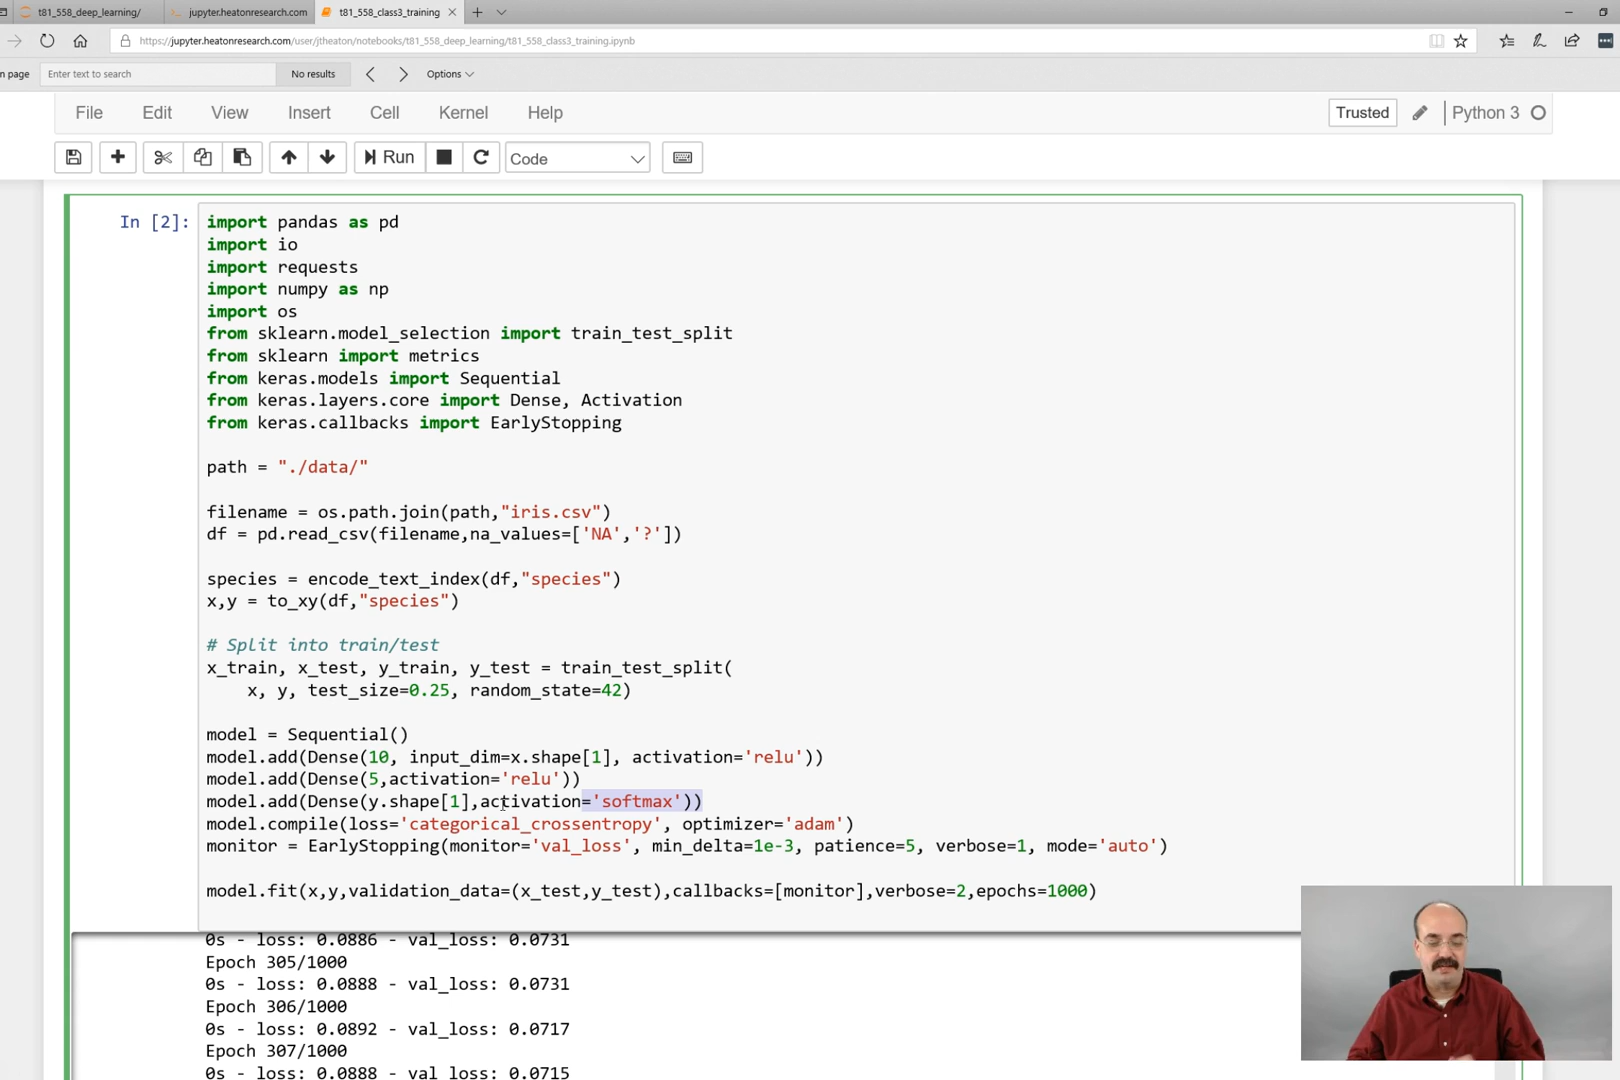 t81_558_deep_learning/
jupyter.heatonresearch.com
t81_558_class3_training
https://jupyter.heatonresearch.com/user/jtheaton/notebooks/t81_558_deep_learning/t81_558_class3_training.ipynb
n page
Enter text to search
No results
Options
File
Edit
View
Insert
Cell
Kernel
Help
Trusted
Python 3
Run
Code
In [2]:
import pandas as pd
import io
import requests
import numpy as np
import os
from sklearn.model_selection import train_test_split
from sklearn import metrics
from keras.models import Sequential
from keras.layers.core import Dense, Activation
from keras.callbacks import EarlyStopping
path = "./data/"
filename = os.path.join(path,"iris.csv")
df = pd.read_csv(filename,na_values=['NA','?'])
species = encode_text_index(df,"species")
x,y = to_xy(df,"species")
# Split into train/test
x_train, x_test, y_train, y_test = train_test_split(
x, y, test_size=0.25, random_state=42)
model = Sequential()
model.add(Dense(10, input_dim=x.shape[1], activation='relu'))
model.add(Dense(5,activation='relu'))
model.add(Dense(y.shape[1],activation='softmax'))
model.compile(loss='categorical_crossentropy', optimizer='adam')
monitor = EarlyStopping(monitor='val_loss', min_delta=1e-3, patience=5, verbose=1, mode='auto')
model.fit(x,y,validation_data=(x_test,y_test),callbacks=[monitor],verbose=2,epochs=1000)
0s - loss: 0.0886 - val_loss: 0.0731
Epoch 305/1000
0s - loss: 0.0888 - val_loss: 0.0731
Epoch 306/1000
0s - loss: 0.0892 - val_loss: 0.0717
Epoch 307/1000
0s - loss: 0.0888 - val_loss: 0.0715